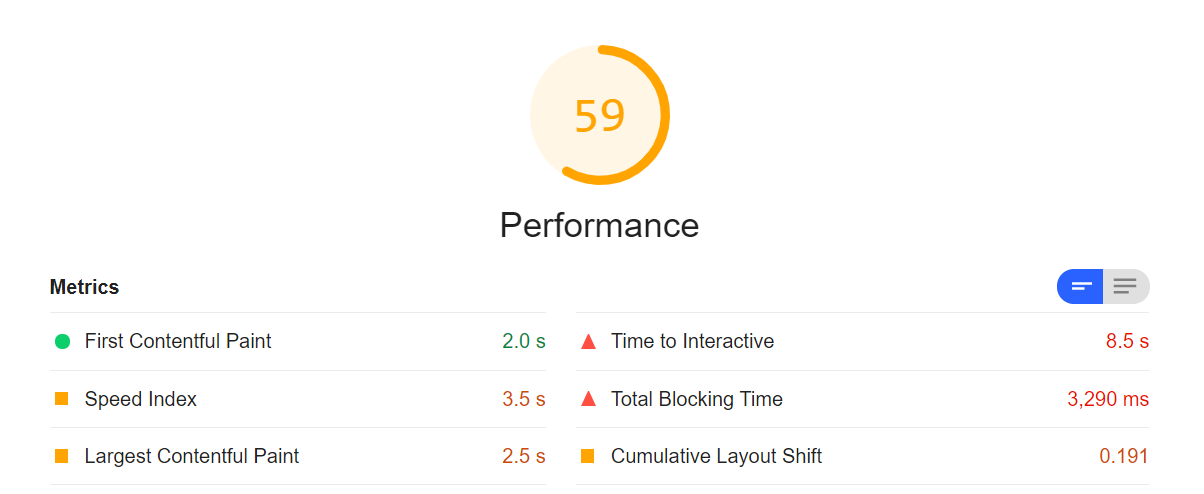 59
Performance
Metrics
First Contentful Paint 2.0 s
Time to Interactive 8.5 s
Speed Index 3.5 s
Total Blocking Time 3,290 ms
Largest Contentful Paint 2.5 s
Cumulative Layout Shift 0.191